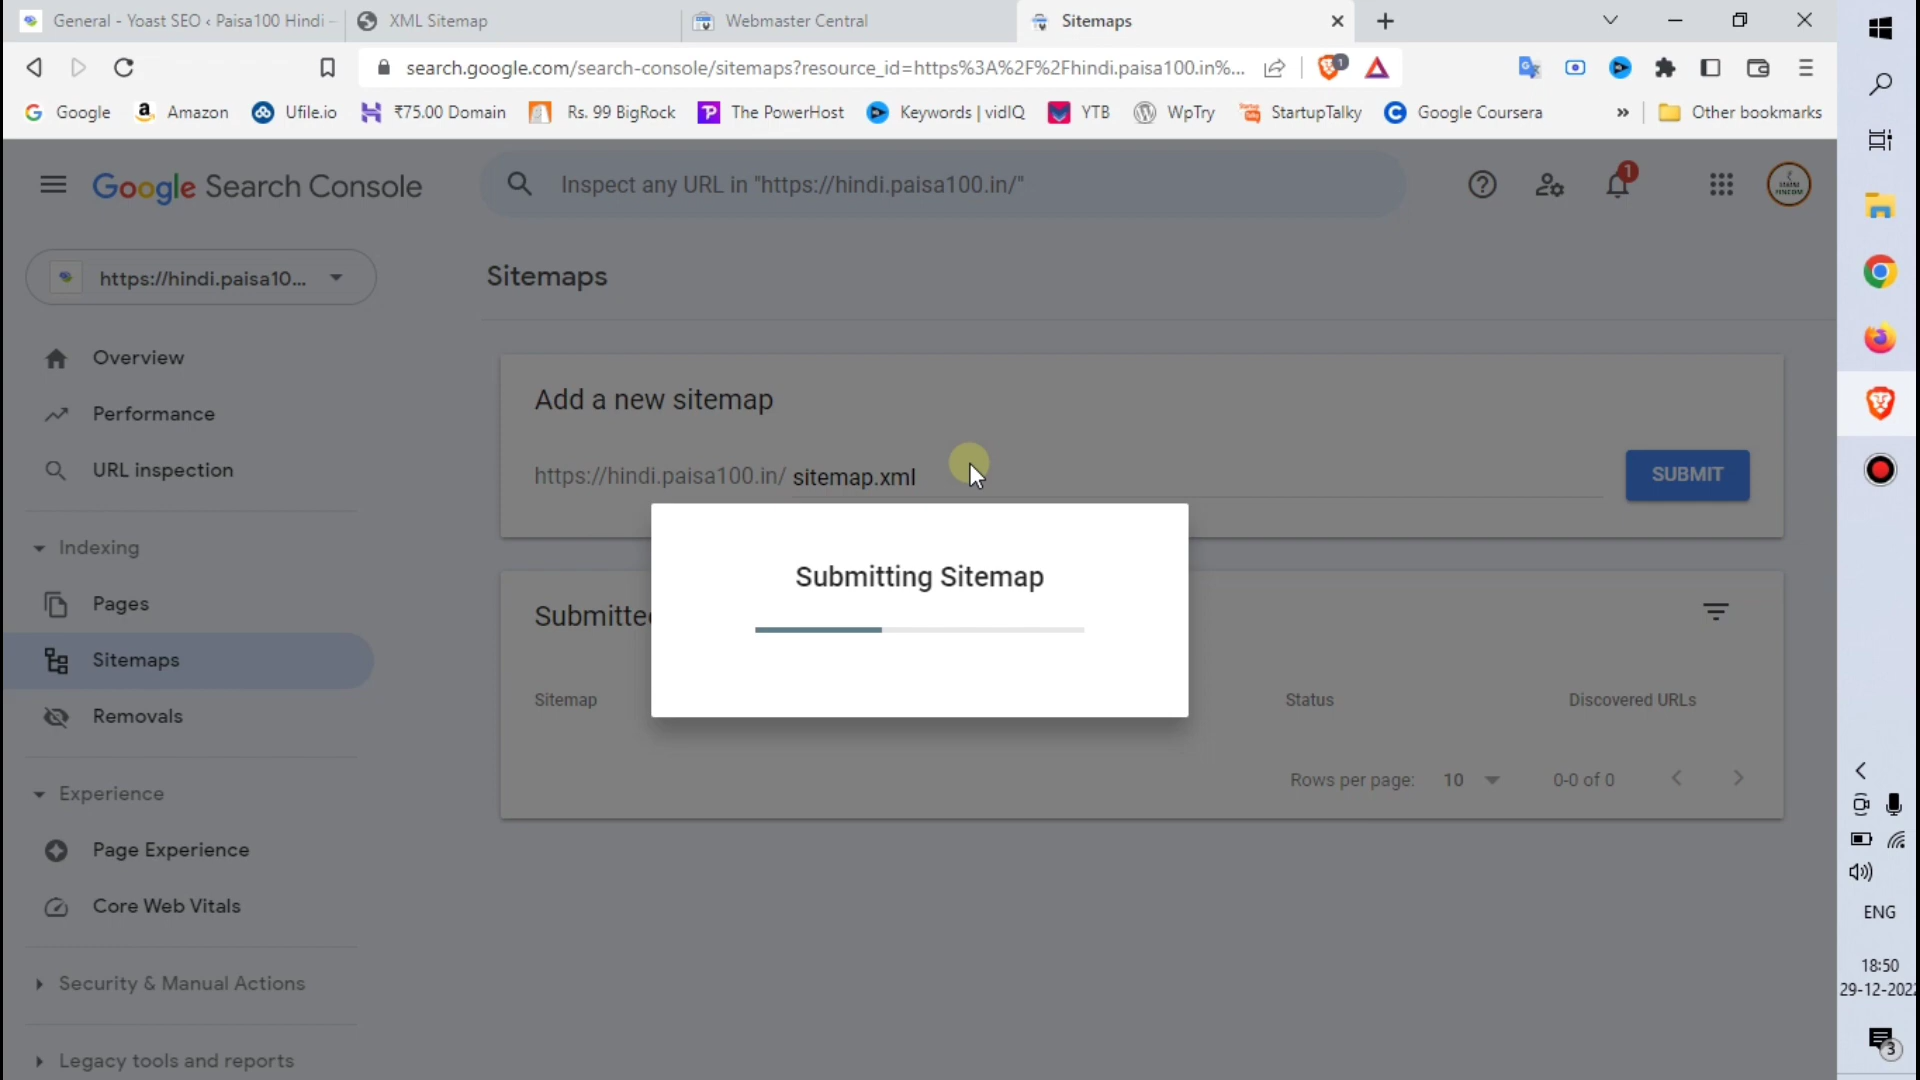 General - Yoast SEO ‹ Paisa100 Hindi –
XML Sitemap
Webmaster Central
Sitemaps
search.google.com/search-console/sitemaps?resource_id=https%3A%2F%2Fhindi.paisa100.in%...
1
Google
Amazon
Ufile.io
₹75.00 Domain
Rs. 99 BigRock
The PowerHost
Keywords | vidIQ
YTB
WpTry
StartupTalky
Google Coursera
»
Other bookmarks
Google Search Console
Inspect any URL in "https://hindi.paisa100.in/"
1
https://hindi.paisa10...
Sitemaps
Overview
Performance
URL inspection
Indexing
Pages
Sitemaps
Removals
Experience
Page Experience
Core Web Vitals
Security & Manual Actions
Legacy tools and reports
Add a new sitemap
https://hindi.paisa100.in/ sitemap.xml
SUBMIT
Submitting Sitemap
Submitte
Sitemap
Status
Discovered URLs
Rows per page: 10
0-0 of 0
ENG
18:50
29-12-2022
3